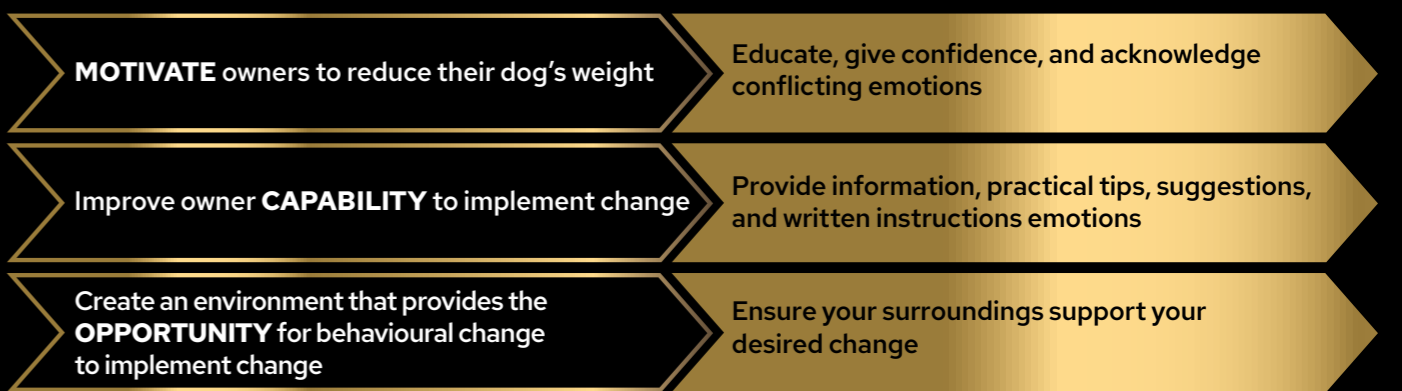 MOTIVATE owners to reduce their dog’s weight
Educate, give confidence, and acknowledge
conflicting emotions
Improve owner CAPABILITY to implement change
Provide information, practical tips, suggestions,
and written instructions emotions
Create an environment that provides the
OPPORTUNITY for behavioural change
to implement change
Ensure your surroundings support your
desired change